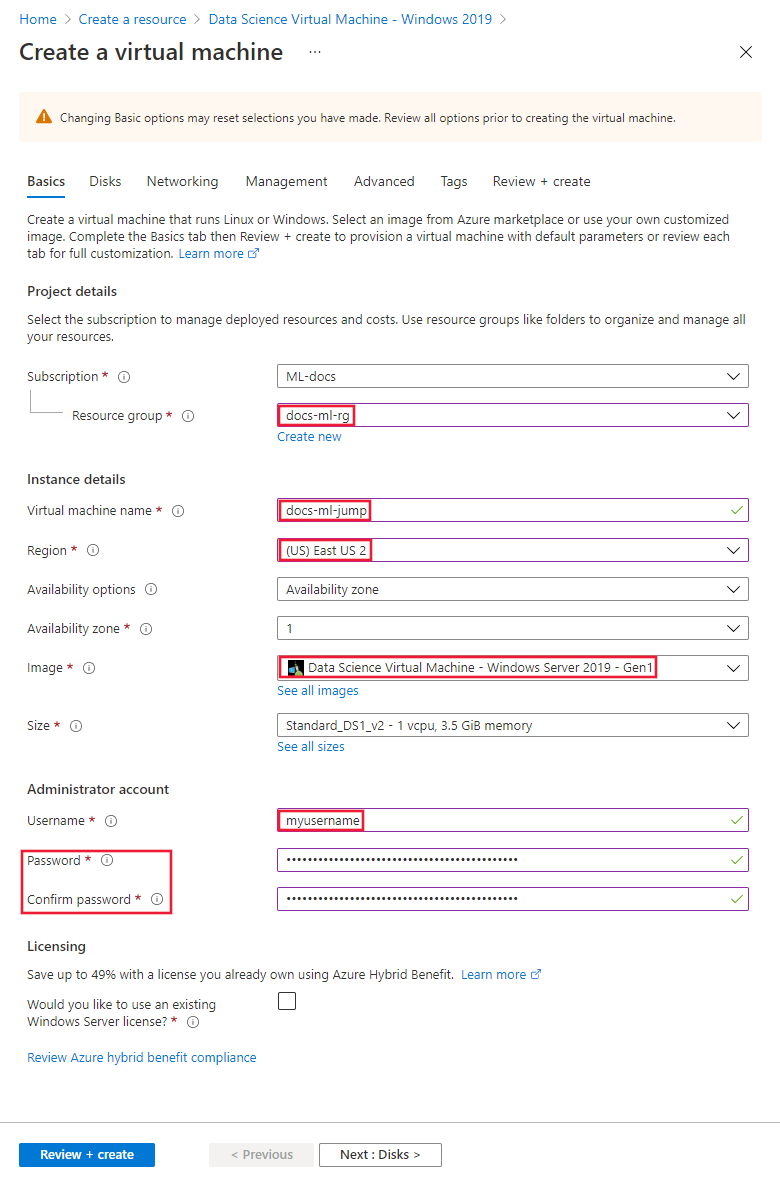 Home > Create a resource > Data Science Virtual Machine - Windows 2019 >
Create a virtual machine ...
Changing Basic options may reset selections you have made. Review all options prior to creating the virtual machine.
Basics Disks Networking Management Advanced Tags Review + create
Create a virtual machine that runs Linux or Windows. Select an image from Azure marketplace or use your own customized
image. Complete the Basics tab then Review + create to provision a virtual machine with default parameters or review each
tab for full customization. Learn more
Project details
Select the subscription to manage deployed resources and costs. Use resource groups like folders to organize and manage all
your resources.
Subscription * ML-docs
Resource group * docs-ml-rg
Create new
Instance details
Virtual machine name * docs-ml-jump
Region * (US) East US 2
Availability options Availability zone
Availability zone * 1
Image * Data Science Virtual Machine - Windows Server 2019 - Gen1
See all images
Size * Standard_DS1_v2 - 1 vcpu, 3.5 GiB memory
See all sizes
Administrator account
Username * myusername
Password *
Confirm password *
Licensing
Save up to 49% with a license you already own using Azure Hybrid Benefit. Learn more
Would you like to use an existing
Windows Server license? *
Review Azure hybrid benefit compliance
Review + create < Previous Next : Disks >